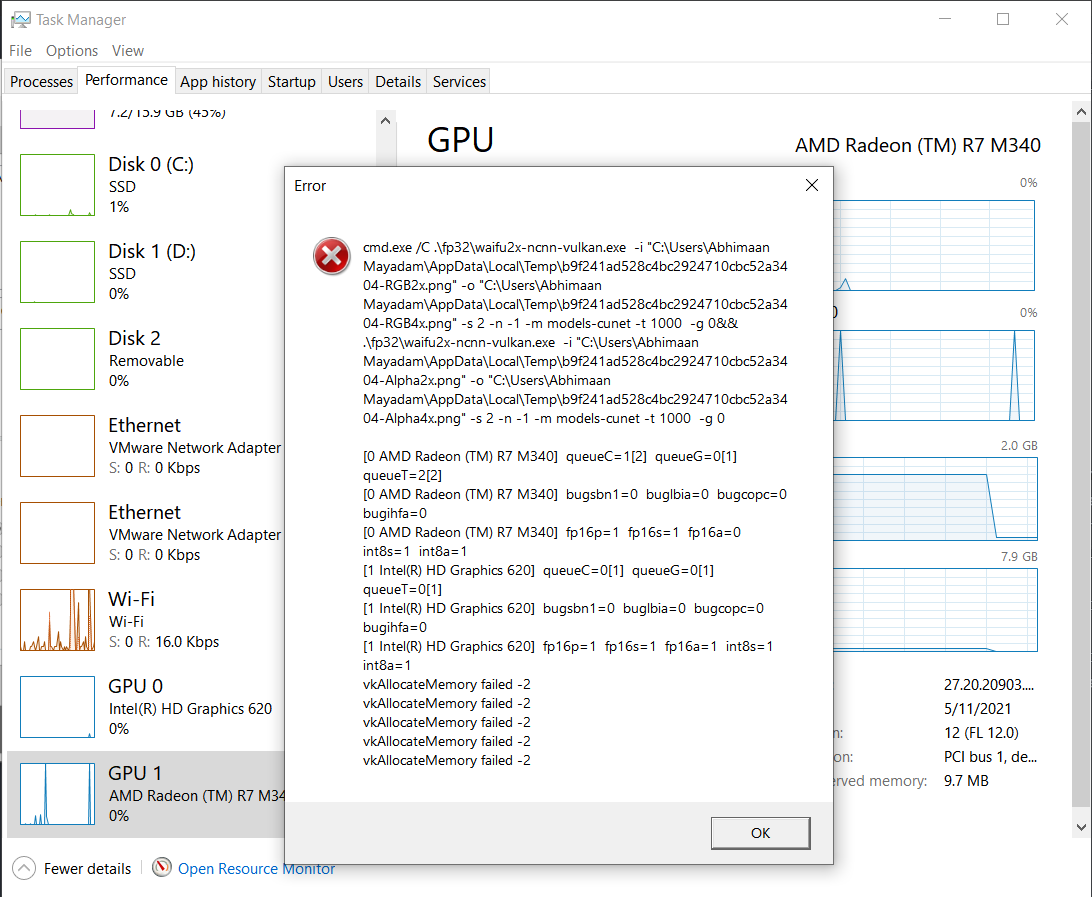 Task Manager
File Options View
Processes Performance App history Startup Users Details Services
7.2/15.9 GB (45%)
Disk 0 (C:)
SSD
1%
Disk 1 (D:)
SSD
0%
Disk 2
Removable
0%
Ethernet
VMware Network Adapter
S: 0 R: 0 Kbps
Ethernet
VMware Network Adapter
S: 0 R: 0 Kbps
Wi-Fi
Wi-Fi
S: 0 R: 16.0 Kbps
GPU 0
Intel(R) HD Graphics 620
0%
GPU 1
AMD Radeon (TM) R7 M34
0%
Fewer details Open Resource Monitor
GPU
AMD Radeon (TM) R7 M340
0%
0%
2.0 GB
7.9 GB
27.20.20903....
5/11/2021
12 (FL 12.0)
PCI bus 1, de...
memory: 9.7 MB
Error
cmd.exe /C .\fp32\waifu2x-ncnn-vulkan.exe -i "C:\Users\Abhimaan
Mayadam\AppData\Local\Temp\b9f241ad528c4bc2924710cbc52a34
04-RGB2x.png" -o "C:\Users\Abhimaan
Mayadam\AppData\Local\Temp\b9f241ad528c4bc2924710cbc52a34
04-RGB4x.png" -s 2 -n -1 -m models-cunet -t 1000 -g 0&&
.\fp32\waifu2x-ncnn-vulkan.exe -i "C:\Users\Abhimaan
Mayadam\AppData\Local\Temp\b9f241ad528c4bc2924710cbc52a34
04-Alpha2x.png" -o "C:\Users\Abhimaan
Mayadam\AppData\Local\Temp\b9f241ad528c4bc2924710cbc52a34
04-Alpha4x.png" -s 2 -n -1 -m models-cunet -t 1000 -g 0
[0 AMD Radeon (TM) R7 M340] queueC=1[2] queueG=0[1]
queueT=2[2]
[0 AMD Radeon (TM) R7 M340] bugsbn1=0 buglbia=0 bugcopc=0
bugihfa=0
[0 AMD Radeon (TM) R7 M340] fp16p=1 fp16s=1 fp16a=0
int8s=1 int8a=1
[1 Intel(R) HD Graphics 620] queueC=0[1] queueG=0[1]
queueT=0[1]
[1 Intel(R) HD Graphics 620] bugsbn1=0 buglbia=0 bugcopc=0
bugihfa=0
[1 Intel(R) HD Graphics 620] fp16p=1 fp16s=1 fp16a=1 int8s=1
int8a=1
vkAllocateMemory failed -2
vkAllocateMemory failed -2
vkAllocateMemory failed -2
vkAllocateMemory failed -2
vkAllocateMemory failed -2
OK